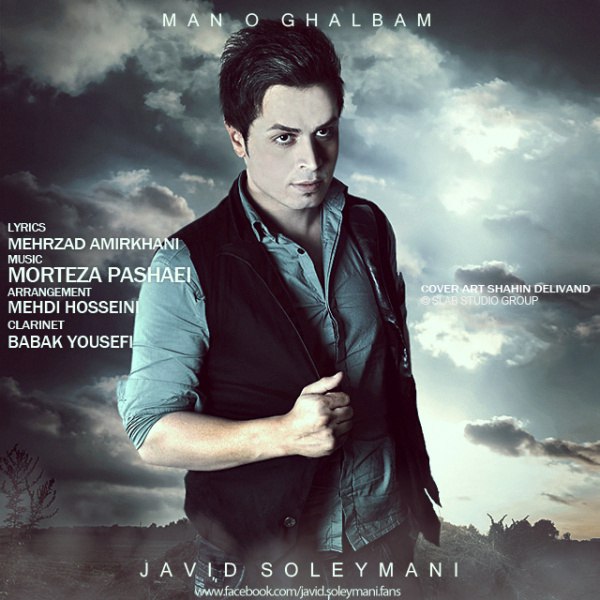 MAN O GHALBAM
LYRICS
MEHRZAD AMIRKHANI
MUSIC
MORTEZA PASHAEI
ARRANGEMENT
MEHDI HOSSEINI
CLARINET
BABAK YOUSEFI
COVER ART SHAHIN DELIVAND
© SLAB STUDIO GROUP
JAVID SOLEYMANI
www.facebook.com/javid.soleymani.fans